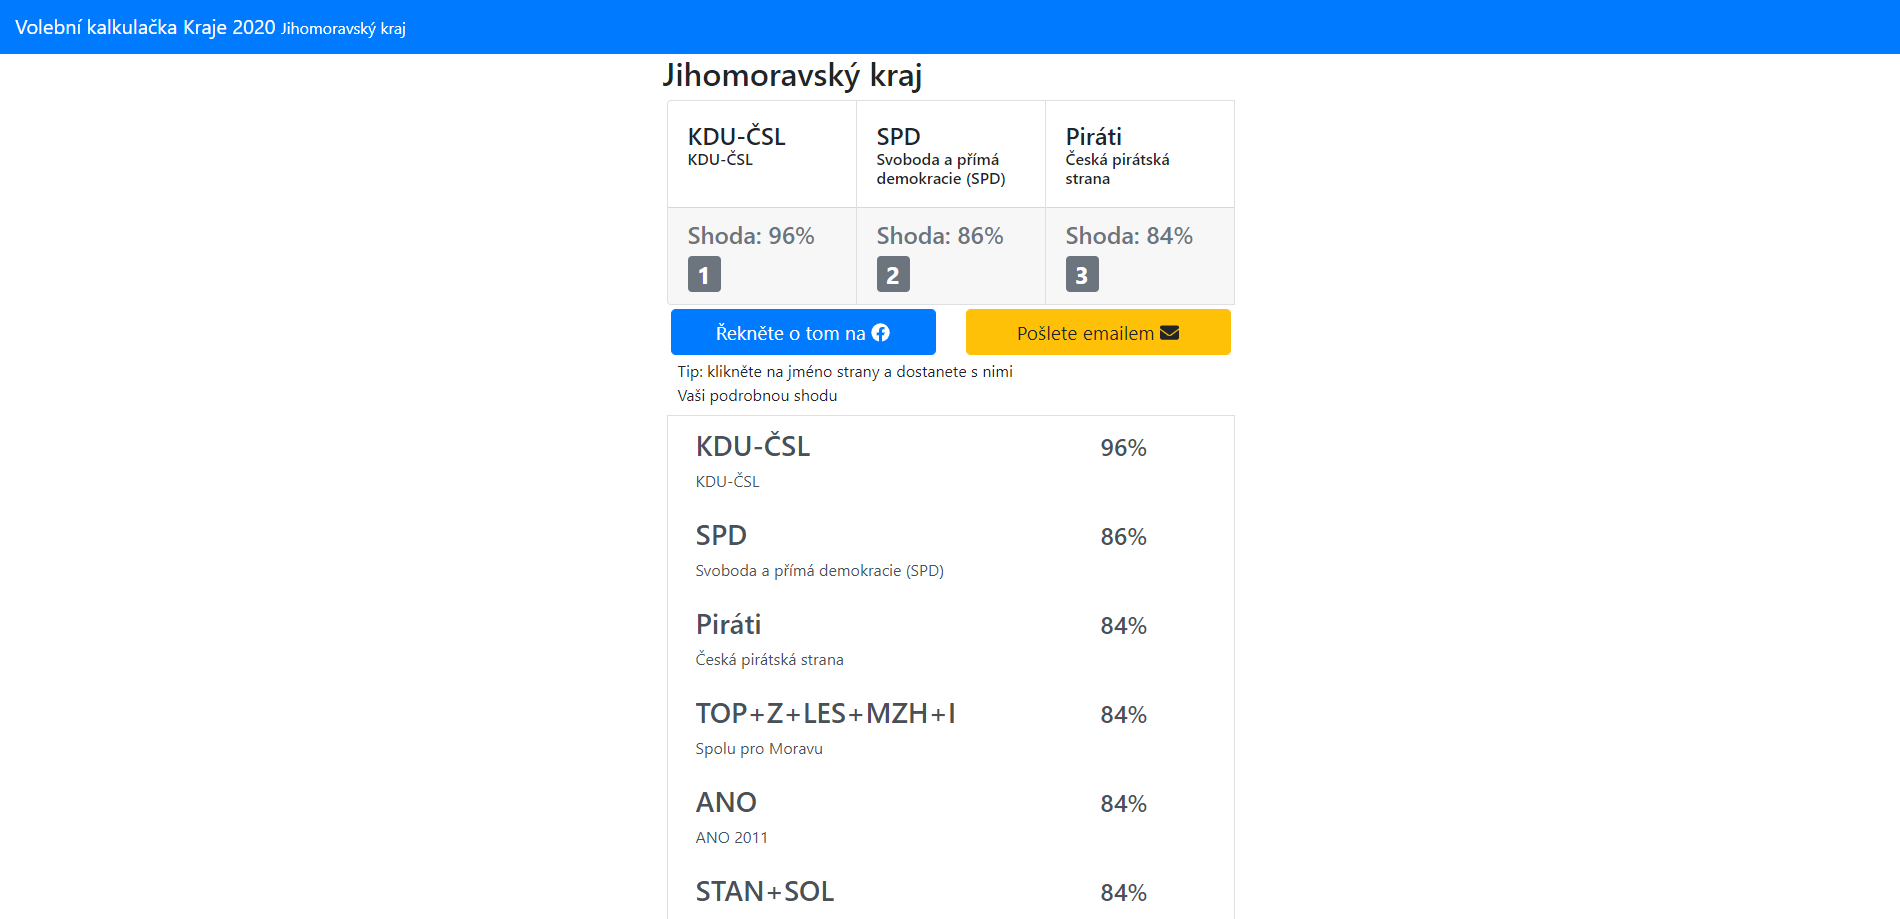 Volební kalkulačka Kraje 2020 Jihomoravský kraj
Jihomoravský kraj
KDU-ČSL
KDU-ČSL
SPD
Svoboda a přímá
demokracie (SPD)
Piráti
Česká pirátská
strana
Shoda: 96%
1
Shoda: 86%
2
Shoda: 84%
3
Řekněte o tom na
Pošlete emailem
Tip: klikněte na jméno strany a dostanete s nimi
Vaši podrobnou shodu
KDU-ČSL 96%
KDU-ČSL
SPD 86%
Svoboda a přímá demokracie (SPD)
Piráti 84%
Česká pirátská strana
TOP+Z+LES+MZH+I 84%
Spolu pro Moravu
ANO 84%
ANO 2011
STAN+SOL 84%